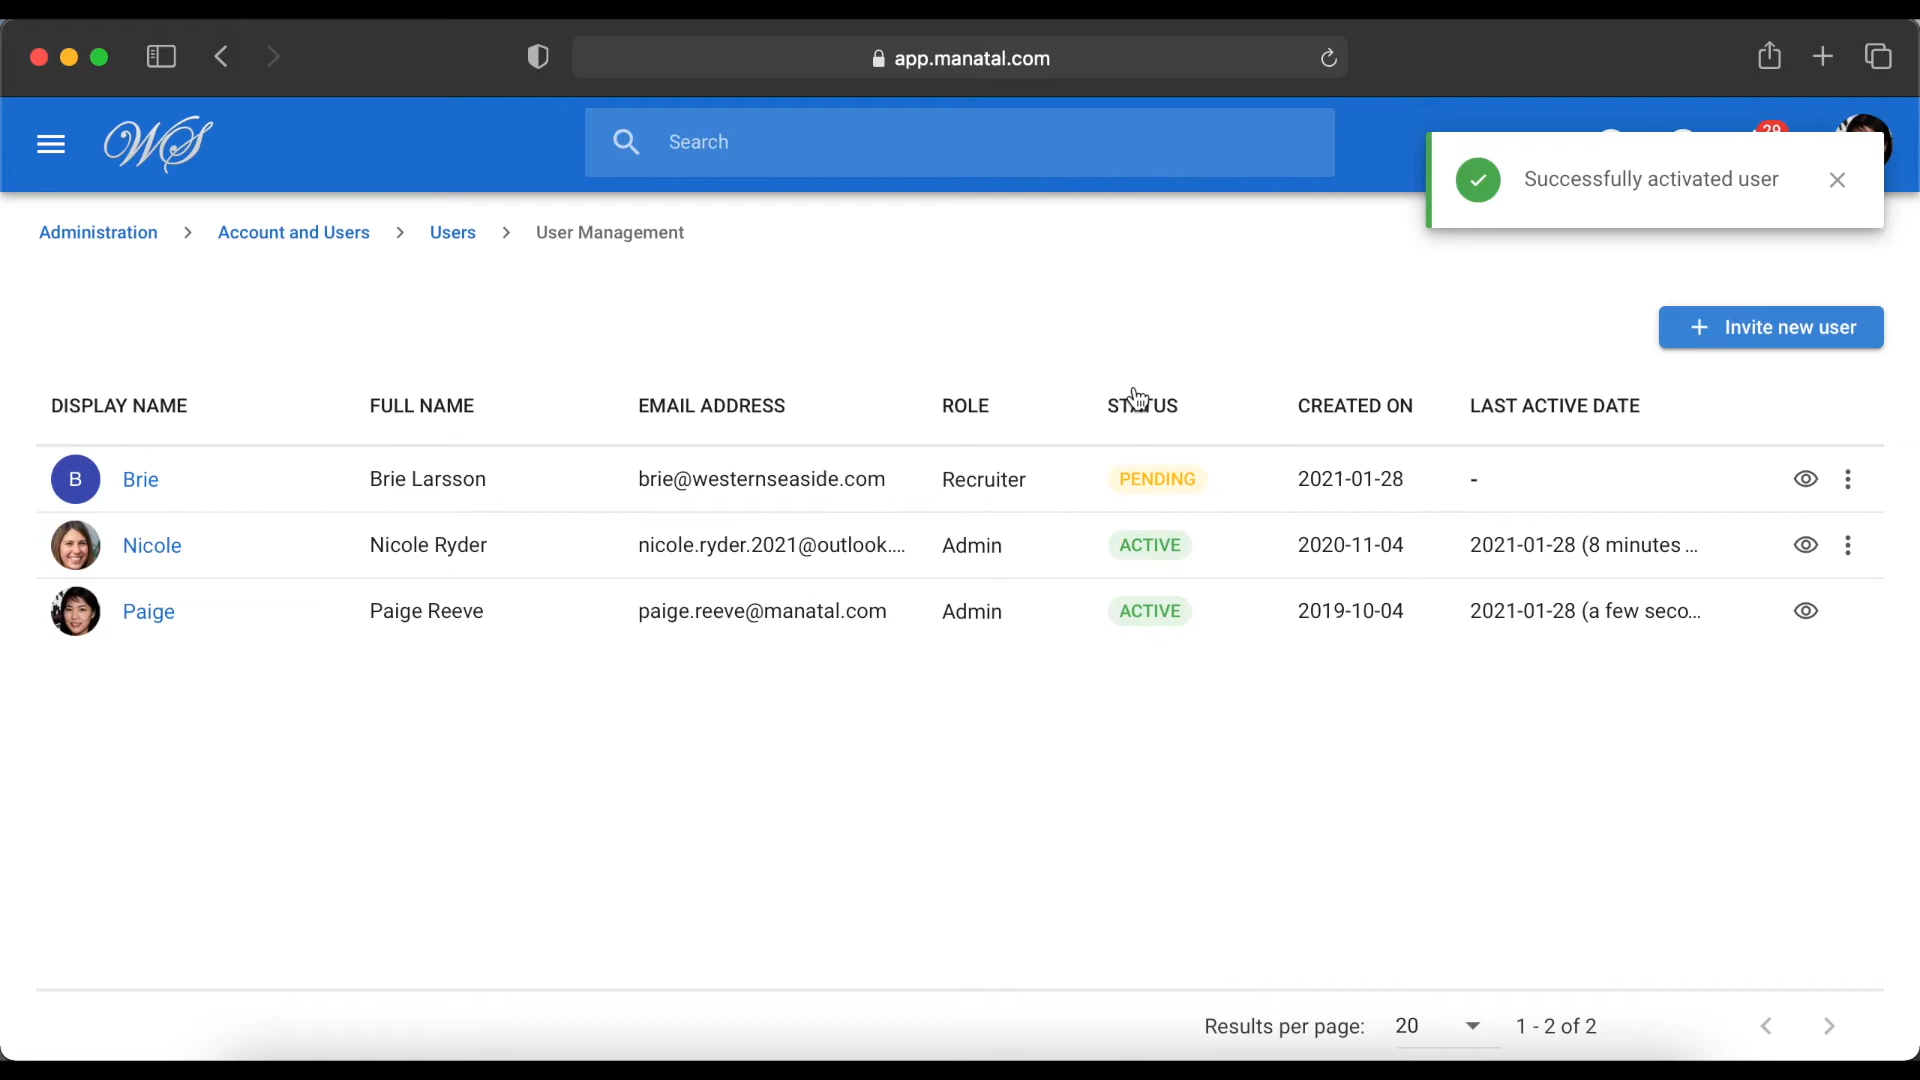 app.manatal.com
WS
Search
29
Successfully activated user
Administration > Account and Users > Users > User Management
+ Invite new user
DISPLAY NAME FULL NAME EMAIL ADDRESS ROLE STATUS CREATED ON LAST ACTIVE DATE
B Brie Brie Larsson brie@westernseaside.com Recruiter PENDING 2021-01-28 -
Nicole Nicole Ryder nicole.ryder.2021@outlook.... Admin ACTIVE 2020-11-04 2021-01-28 (8 minutes ...
Paige Paige Reeve paige.reeve@manatal.com Admin ACTIVE 2019-10-04 2021-01-28 (a few seco...
Results per page: 20 1 - 2 of 2